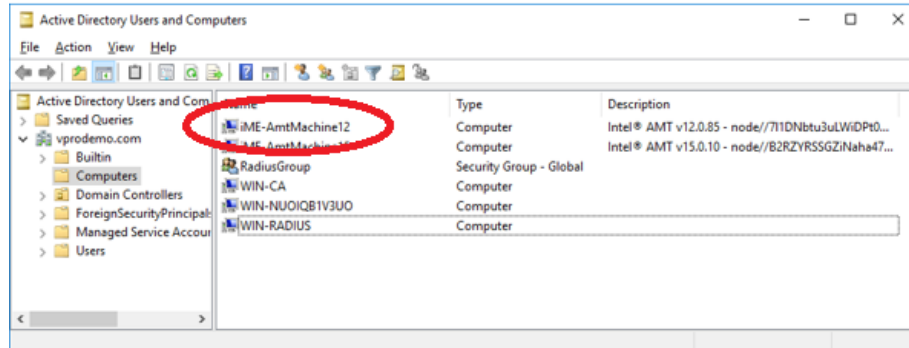 Active Directory Users and Computers
File Action View Help
Active Directory Users and Com
Saved Queries
vprodemo.com
Builtin
Computers
Domain Controllers
ForeignSecurityPrincipal
Managed Service Accour
Users
Name Type Description
iME-AmtMachine12 Computer Intel® AMT v12.0.85 - node//7I1DNbtu3uLWiDPt0...
Computer Intel® AMT v15.0.10 - node//B2RZYRSSGZiNaha47...
RadiusGroup Security Group - Global
WIN-CA Computer
WIN-NUOIQB1V3UO Computer
WIN-RADIUS Computer